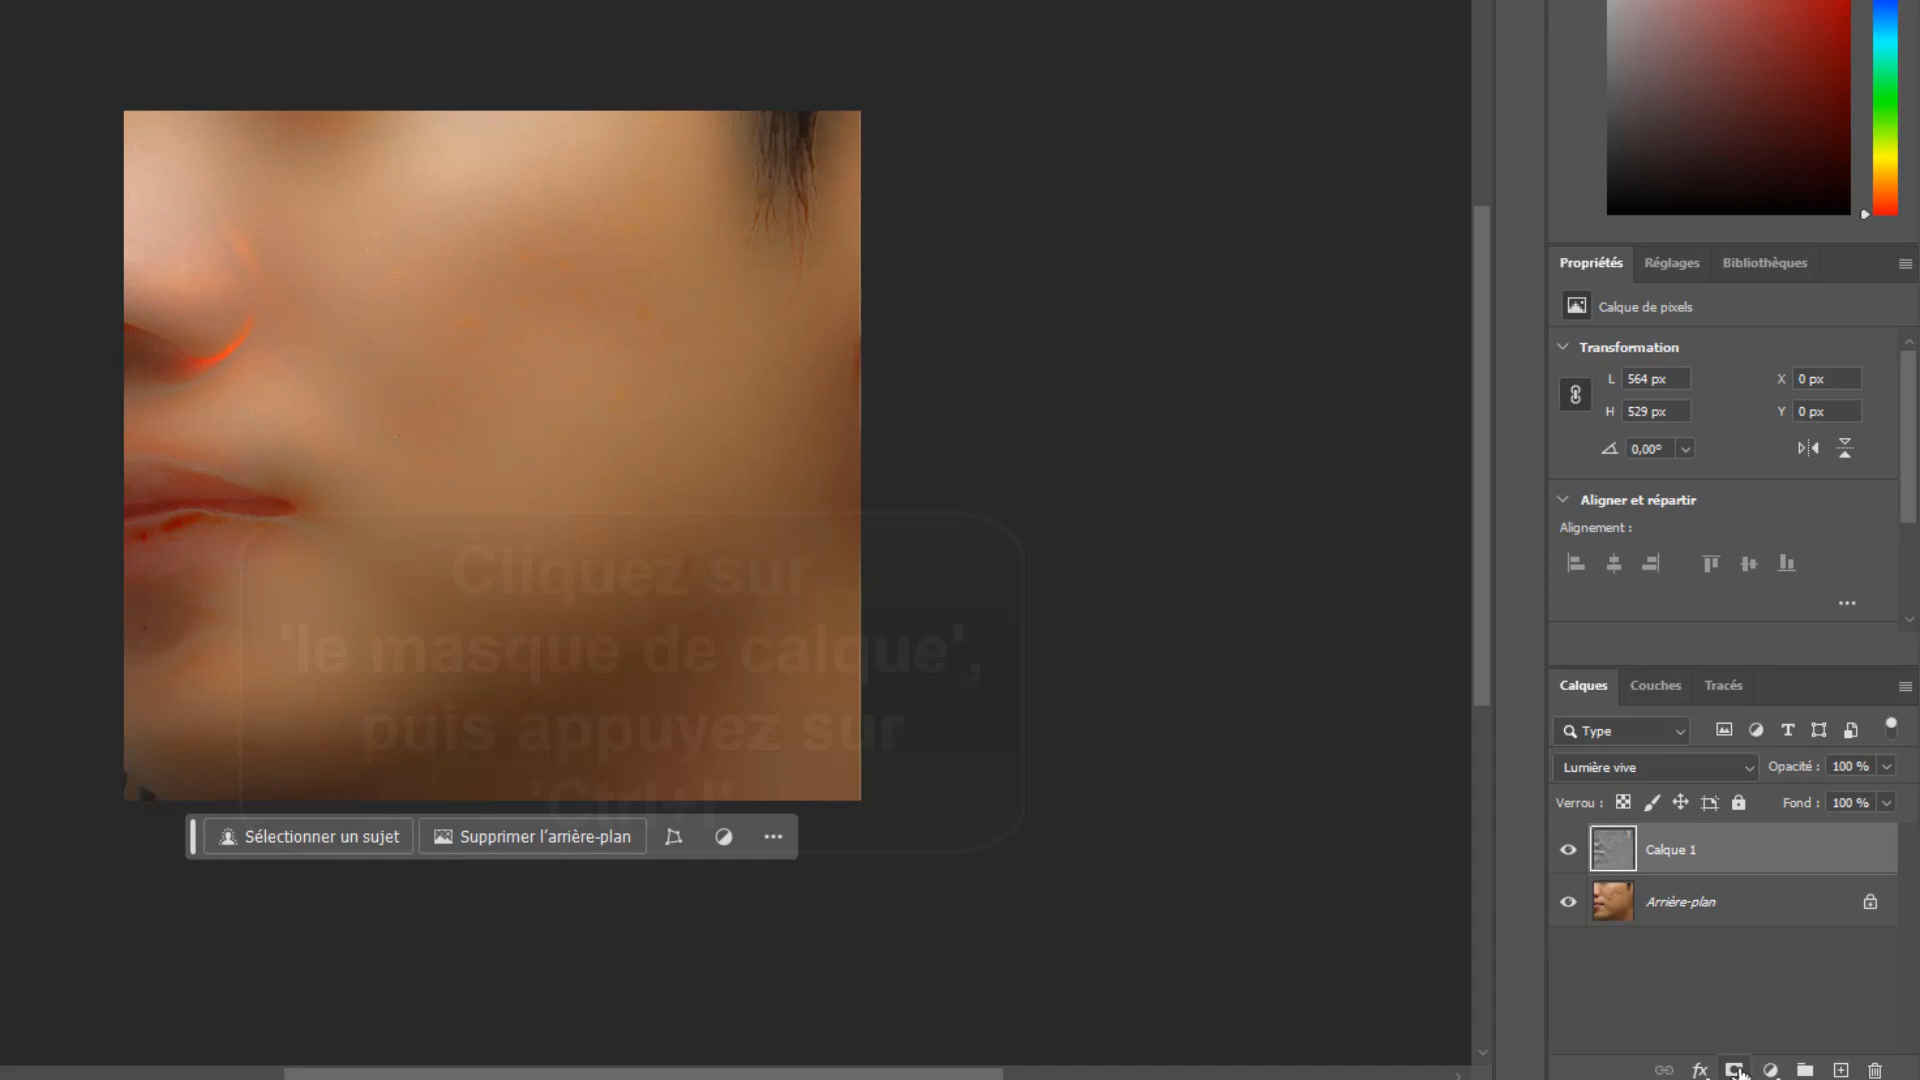 Propriétés Réglages Bibliothèques
Calque de pixels
Transformation
L 564 px X 0 px
H 529 px Y 0 px
0,00°
Aligner et répartir
Alignement :
Cliquez sur
'le masque de calque',
puis appuyez sur
'Ctrl+I'
Sélectionner un sujet Supprimer l'arrière-plan
Calques Couches Tracés
Type
Lumière vive Opacité : 100 %
Verrou : Fond : 100 %
Calque 1
Arrière-plan
fx